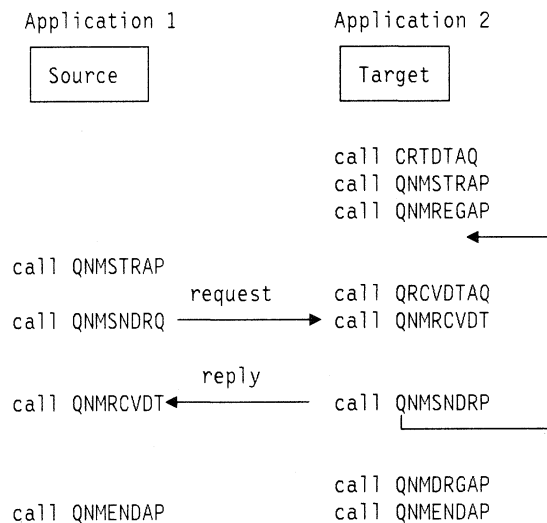 Application 1 Application 2
Source Target
call CRTDTAQ
call QNMSTRAP
call QNMREGAP
call QNMSTRAP
request call QRCVDTAQ
call QNMSNDRQ call QNMRCVDT
reply
call QNMRCVDT call QNMSNDRP
call QNMDRGAP
call QNMENDAP call QNMENDAP